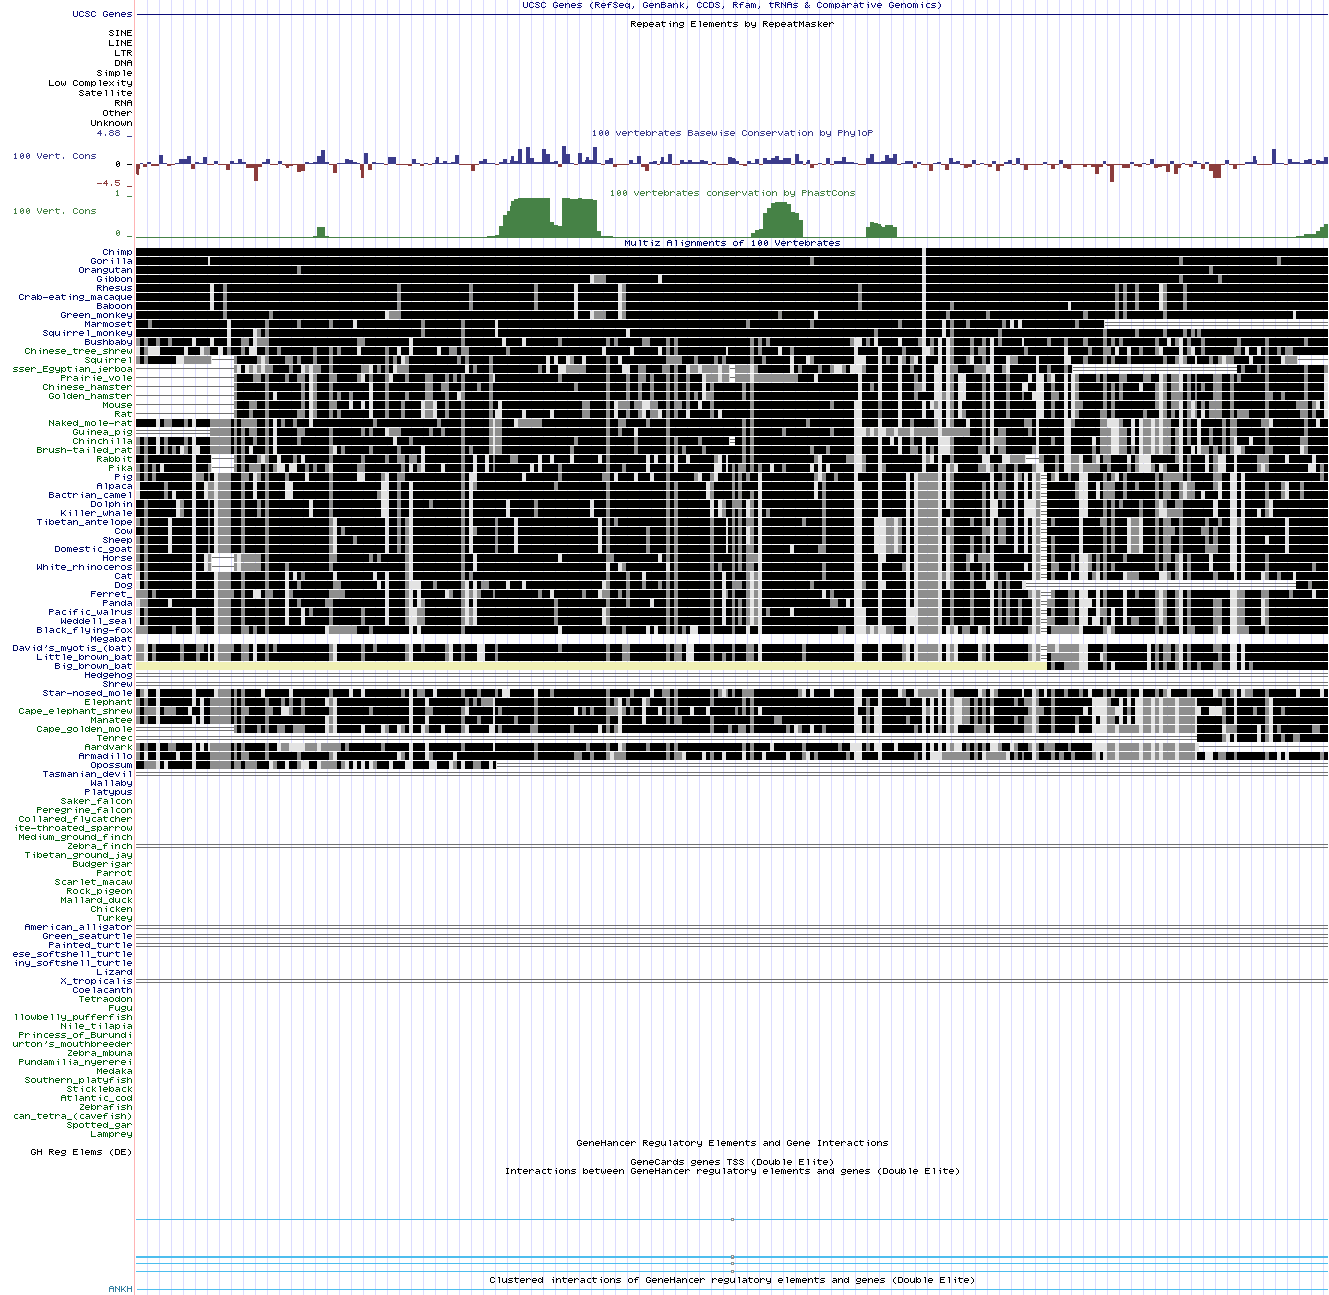 UCSC Genes (RefSeq, GenBank, CCDS, Rfam, tRNAs & Comparative Genomics)
UCSC Genes
Repeating Elements by RepeatMasker
SINE
LINE
LTR
DNA
Simple
Low Complexity
Satellite
RNA
Other
Unknown
4.88 _
100 vertebrates Basewise Conservation by PhyloP
100 Vert. Cons
0 _
-4.5 _
100 vertebrates conservation by PhastCons
1 _
100 Vert. Cons
0 _
Multiz Alignments of 100 Vertebrates
Chimp
Gorilla
Orangutan
Gibbon
Rhesus
Crab-eating_macaque
Baboon
Green_monkey
Marmoset
Squirrel_monkey
Bushbaby
Chinese_tree_shrew
Squirrel
sser_Egyptian_jerboa
Prairie_vole
Chinese_hamster
Golden_hamster
Mouse
Rat
Naked_mole-rat
Guinea_pig
Chinchilla
Brush-tailed_rat
Rabbit
Pika
Pig
Alpaca
Bactrian_camel
Dolphin
Killer_whale
Tibetan_antelope
Cow
Sheep
Domestic_goat
Horse
White_rhinoceros
Cat
Dog
Ferret_
Panda
Pacific_walrus
Weddell_seal
Black_flying-fox
Megabat
David's_myotis_(bat)
Little_brown_bat
Big_brown_bat
Hedgehog
Shrew
Star-nosed_mole
Elephant
Cape_elephant_shrew
Manatee
Cape_golden_mole
Tenrec
Aardvark
Armadillo
Opossum
Tasmanian_devil
Wallaby
Platypus
Saker_falcon
Peregrine_falcon
Collared_flycatcher
ite-throated_sparrow
Medium_ground_finch
Zebra_finch
Tibetan_ground_jay
Budgerigar
Parrot
Scarlet_macaw
Rock_pigeon
Mallard_duck
Chicken
Turkey
American_alligator
Green_seaturtle
Painted_turtle
ese_softshell_turtle
iny_softshell_turtle
Lizard
X_tropicalis
Coelacanth
Tetraodon
Fugu
llowbelly_pufferfish
Nile_tilapia
Princess_of_Burundi
urton's_mouthbreeder
Zebra_mbuna
Pundamilia_nyererei
Medaka
Southern_platyfish
Stickleback
Atlantic_cod
Zebrafish
can_tetra_(cavefish)
Spotted_gar
Lamprey
GeneHancer Regulatory Elements and Gene Interactions
GH Reg Elems (DE)
GeneCards genes TSS (Double Elite)
Interactions between GeneHancer regulatory elements and genes (Double Elite)
Clustered interactions of GeneHancer regulatory elements and genes (Double Elite)
ANKH